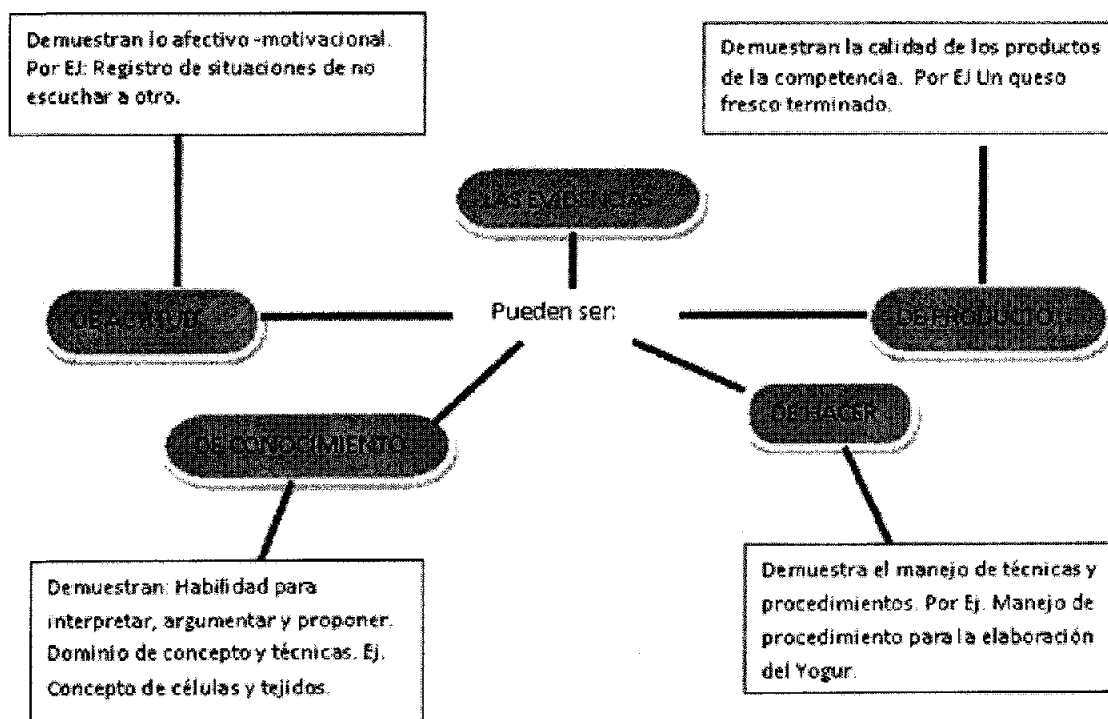 Demuestran lo afectivo -motivacional.
Por EJ: Registro de situaciones de no
escuchar a otro.
Demuestran la calidad de los productos
de la competencia. Por EJ Un queso
fresco terminado.
LAS EVIDENCIAS
DE ACTITUD
Pueden ser:
DE PRODUCTO
DE CONOCIMIENTO
DE HACER
Demuestran: Habilidad para
interpretar, argumentar y proponer.
Dominio de concepto y técnicas. Ej.
Concepto de células y tejidos.
Demuestra el manejo de técnicas y
procedimientos. Por Ej. Manejo de
procedimiento para la elaboración
del Yogur.